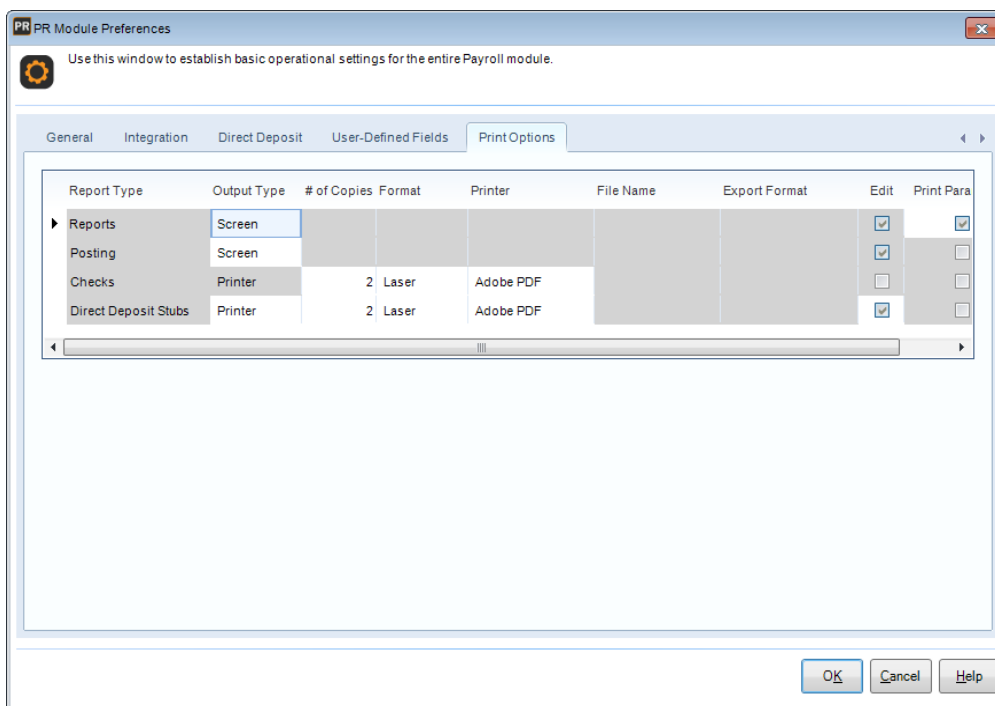 PR PR Module Preferences
Use this window to establish basic operational settings for the entire Payroll module.
General Integration Direct Deposit User-Defined Fields Print Options
Report Type Output Type # of Copies Format Printer File Name Export Format Edit Print Para
Reports Screen
Posting Screen
Checks Printer 2 Laser Adobe PDF
Direct Deposit Stubs Printer 2 Laser Adobe PDF
OK Cancel Help